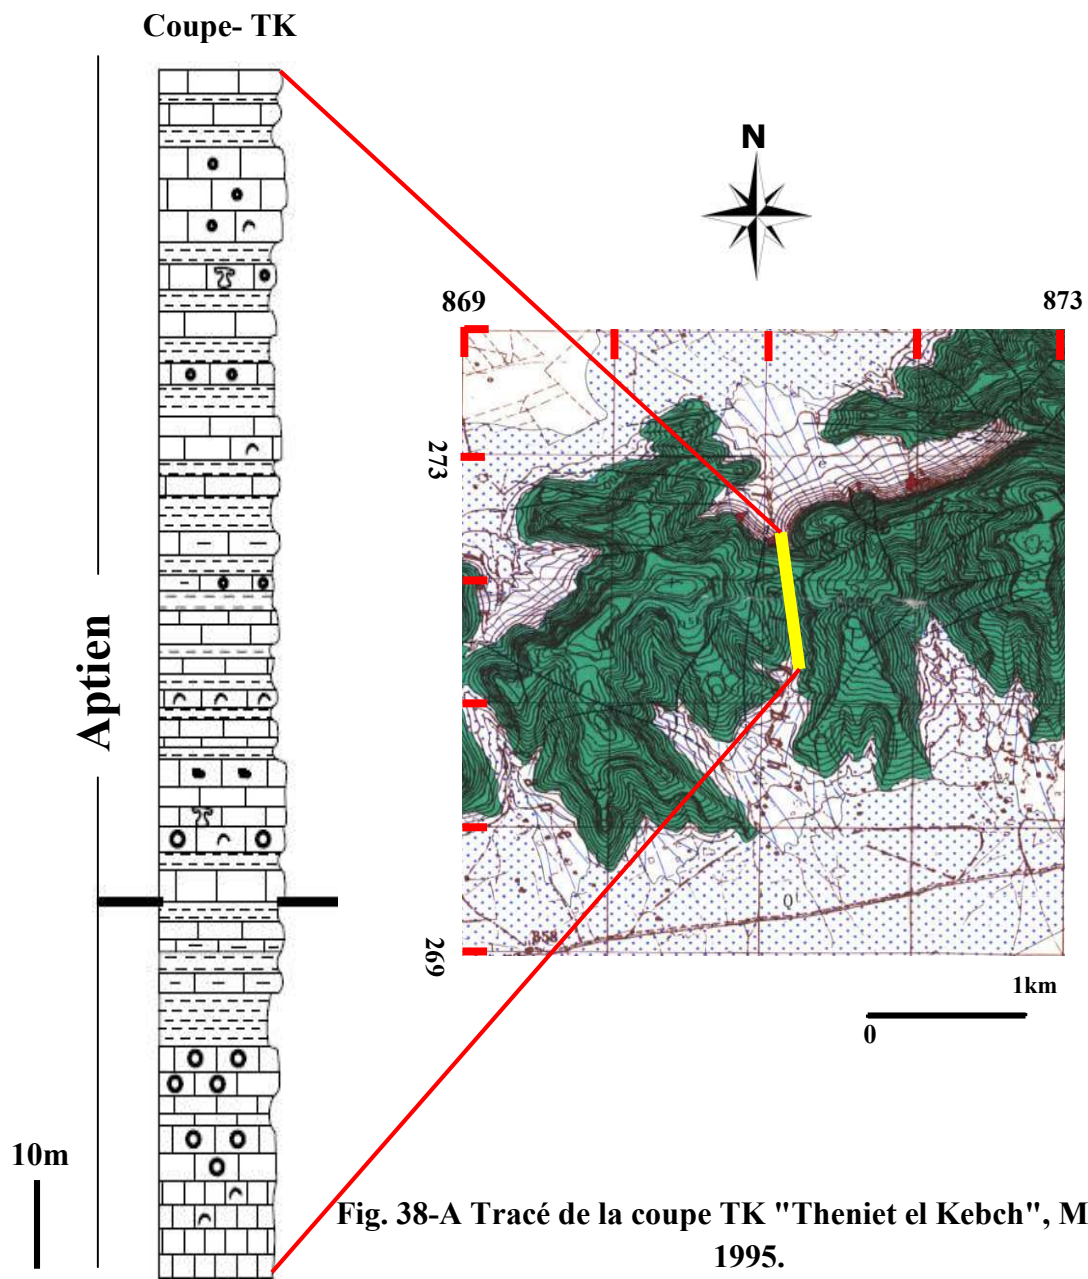 Coupe- TK
N
869
873
273
Aptien
Q
B58
269
1km
0
10m
Fig. 38-A Tracé de la coupe TK "Theniet el Kebch", M
1995.